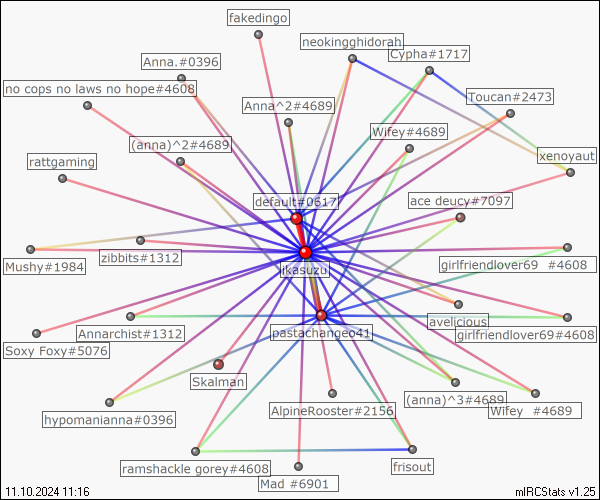 fakedingo
neokingghidorah
Cypha#1717
Anna.#0396
no cops no laws no hope#4608
Toucan#2473
Anna^2#4689
Wifey#4689
(anna)^2#4689
xenoyaut
rattgaming
default#0617
ace deucy#7097
Mushy#1984
zibbits#1312
girlfriendlover69 #4608
ikasuzu
avelicious
Annarchist#1312
pastachangeo41
girlfriendlover69#4608
Soxy Foxy#5076
Skalman
(anna)^3#4689
AlpineRooster#2156
Wifey #4689
hypomanianna#0396
ramshackle gorey#4608
frisout
Mad #6901
11.10.2024 11:16
mIRCStats v1.25